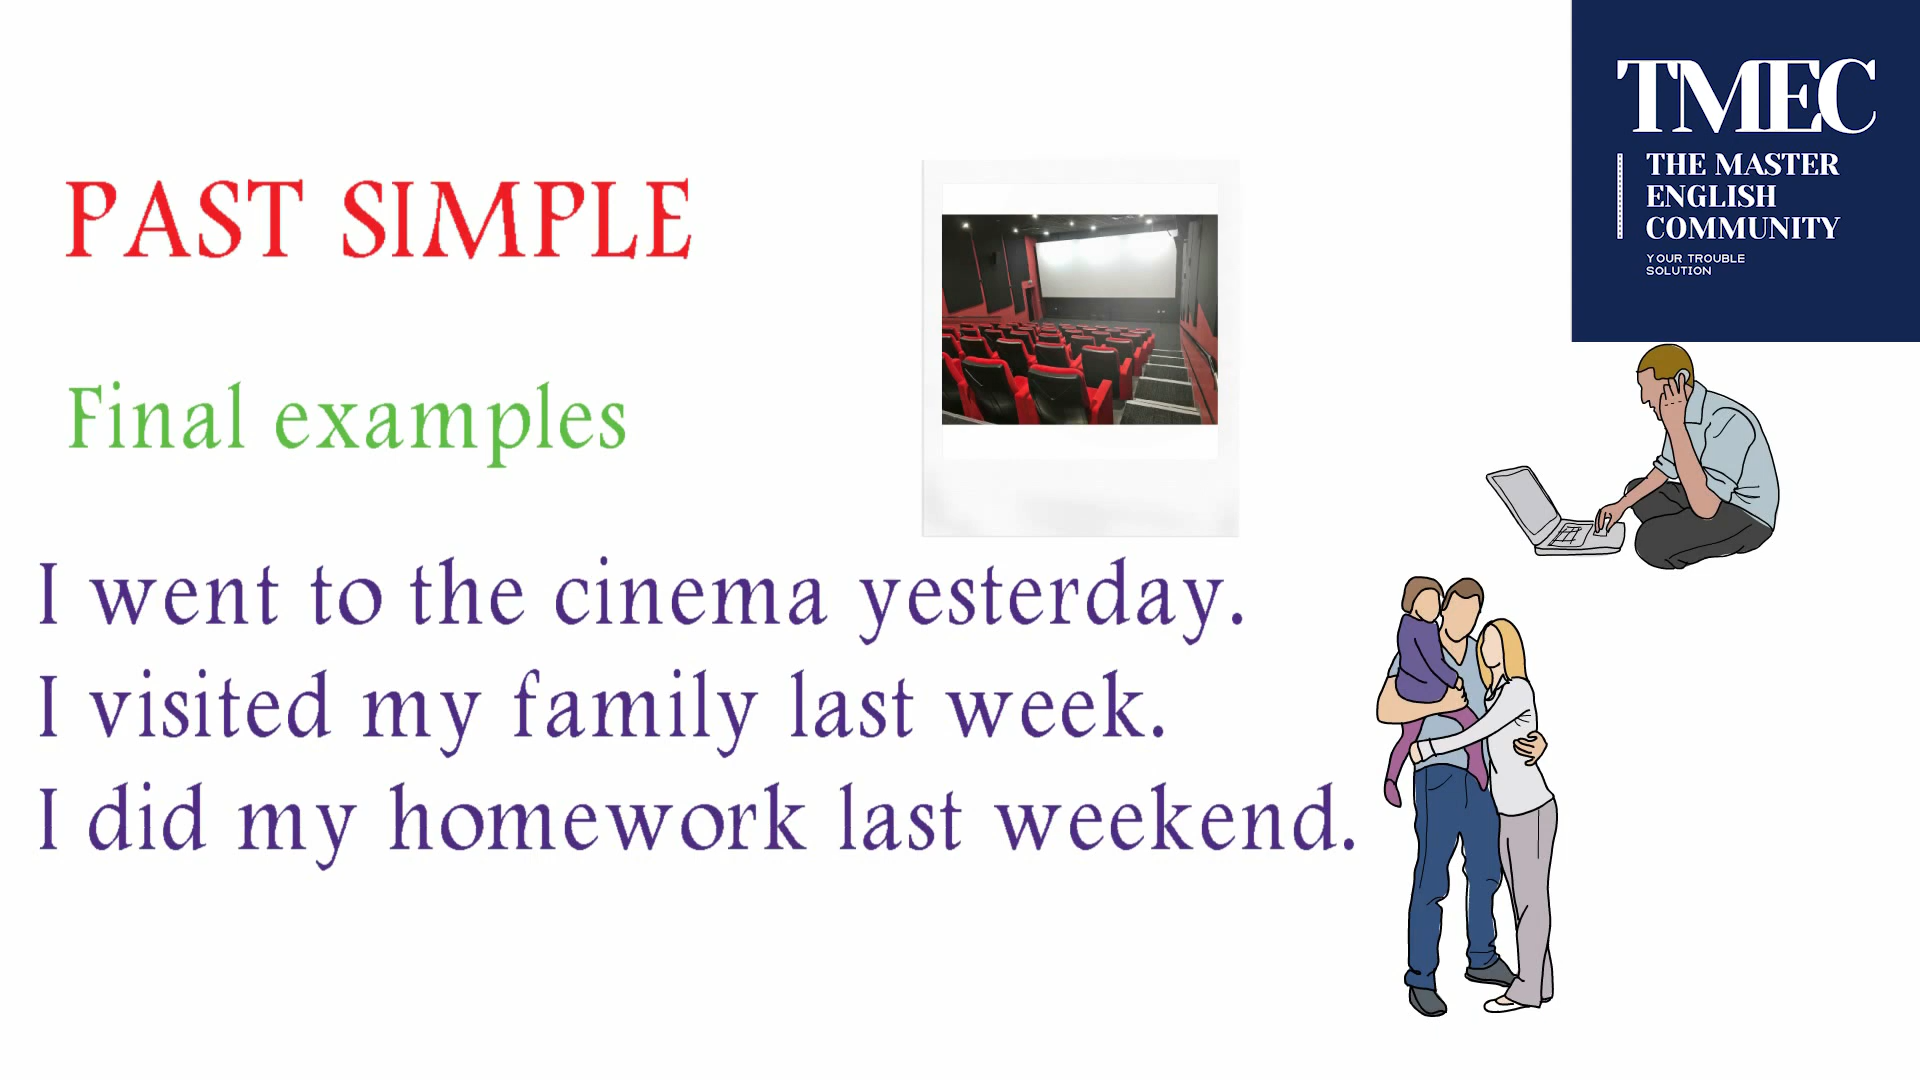 TMEC
THE MASTER
ENGLISH
COMMUNITY
YOUR TROUBLE
SOLUTION
PAST SIMPLE
Final examples
I went to the cinema yesterday.
I visited my family last week.
I did my homework last weekend.